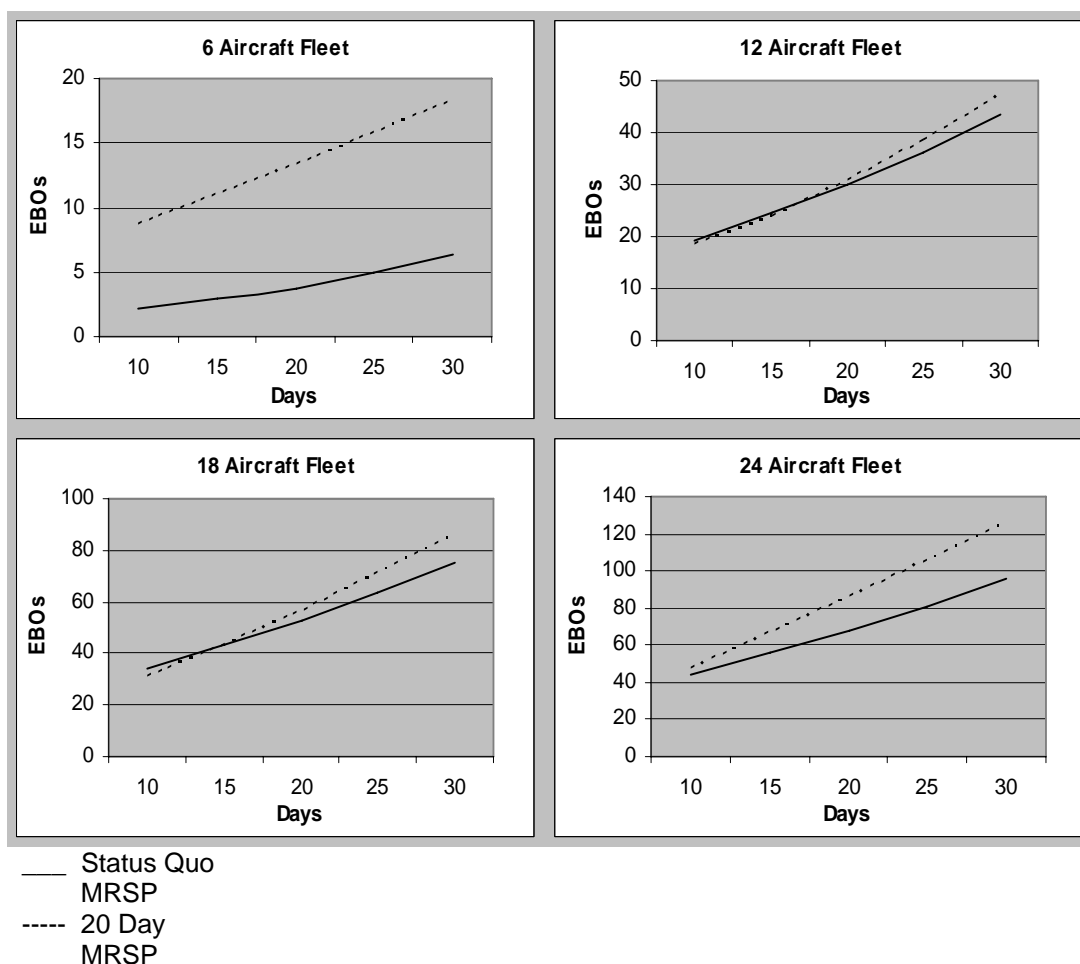 6 Aircraft Fleet
20
15
10
5
0
EBOs
10 15 20 25 30
Days
12 Aircraft Fleet
50
40
30
20
10
0
EBOs
10 15 20 25 30
Days
18 Aircraft Fleet
100
80
60
40
20
0
EBOs
10 15 20 25 30
Days
24 Aircraft Fleet
140
120
100
80
60
40
20
0
EBOs
10 15 20 25 30
Days
___ Status Quo
MRSP
----- 20 Day
MRSP